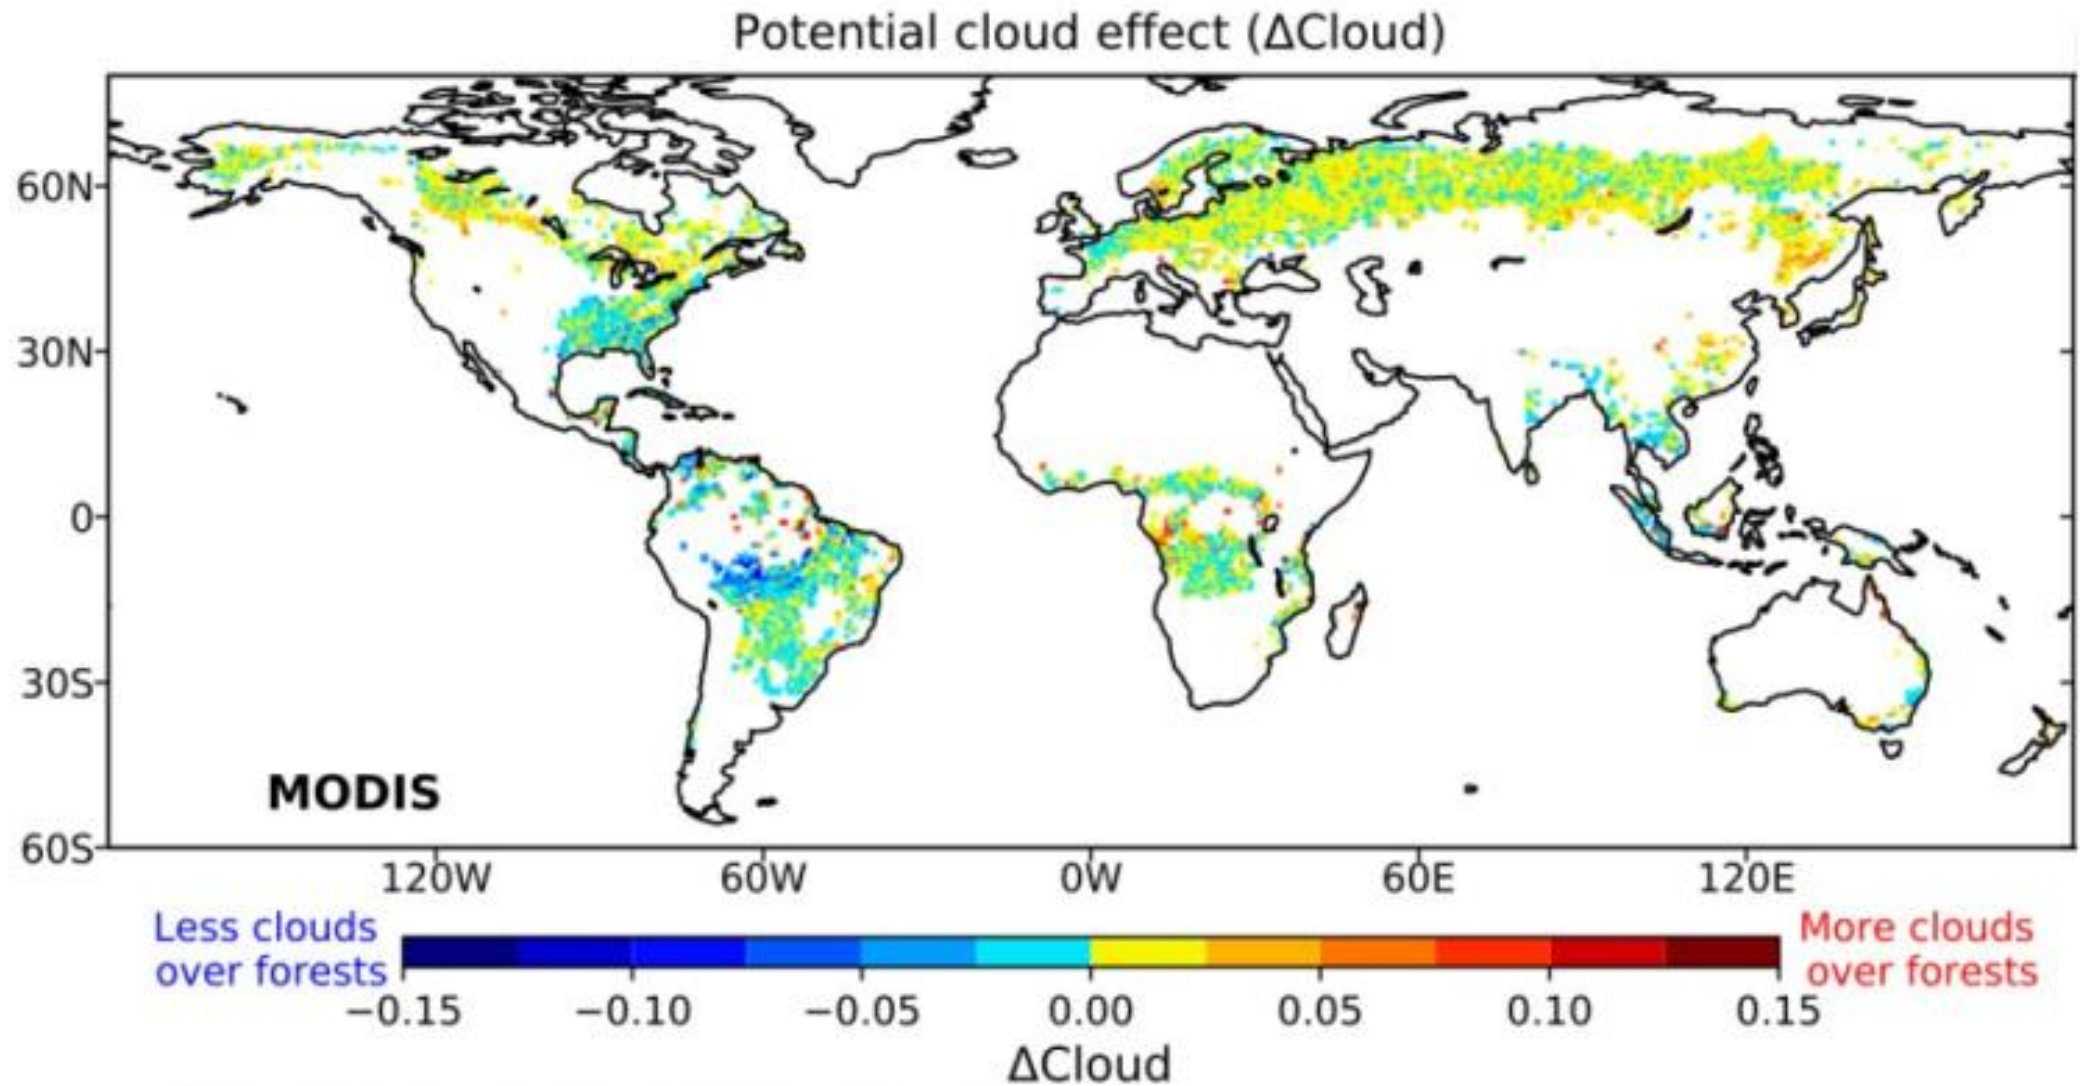 Potential cloud effect (ΔCloud)
60N
30N
0
30S
60S
MODIS
120W
60W
0W
60E
120E
Less clouds
over forests
More clouds
over forests
−0.15
−0.10
−0.05
0.00
0.05
0.10
0.15
ΔCloud